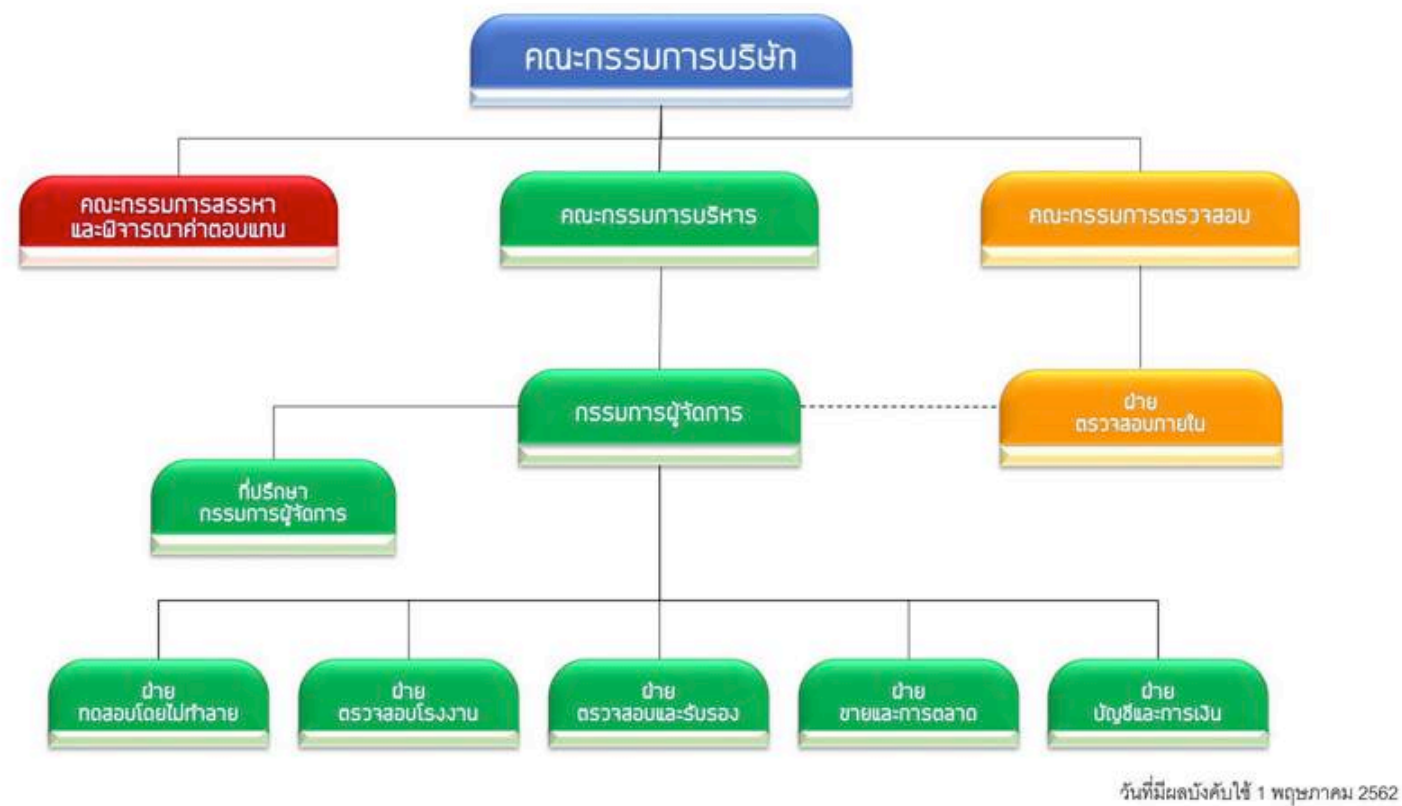 คณะกรรมการบริษัท
คณะกรรมการสรรหา
และพิจารณาค่าตอบแทน
คณะกรรมการบริหาร
คณะกรรมการตรวจสอบ
กรรมการผู้จัดการ
ฝ่าย
ตรวจสอบภายใน
ที่ปรึกษา
กรรมการผู้จัดการ
ฝ่าย
ทดสอบโดยไม่ทำลาย
ฝ่าย
ตรวจสอบโรงงาน
ฝ่าย
ตรวจสอบและรับรอง
ฝ่าย
ขายและการตลาด
ฝ่าย
บัญชีและการเงิน
วันที่มีผลบังคับใช้ 1 พฤษภาคม 2562